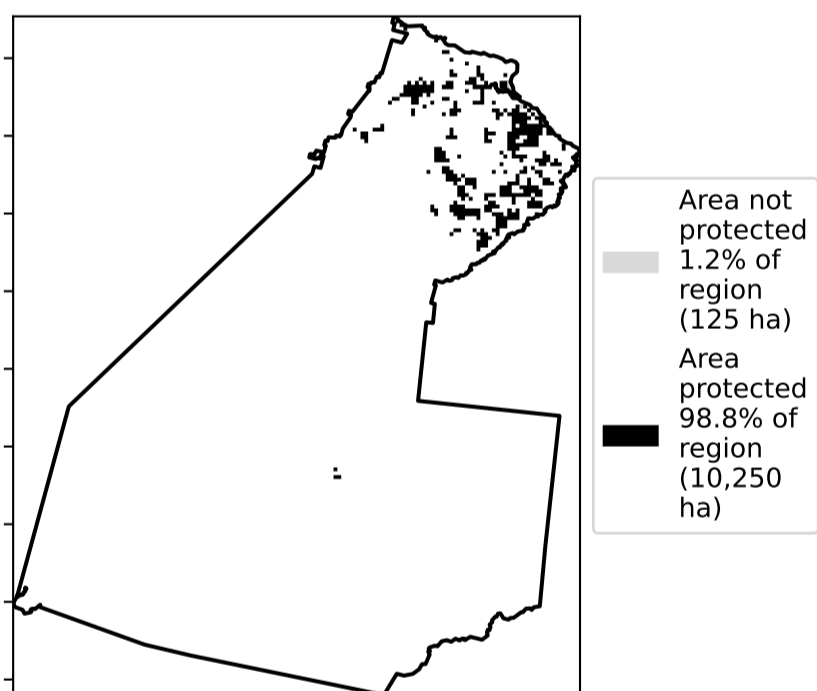 Area not
protected
1.2% of
region
(125 ha)
Area
protected
98.8% of
region
(10,250
ha)